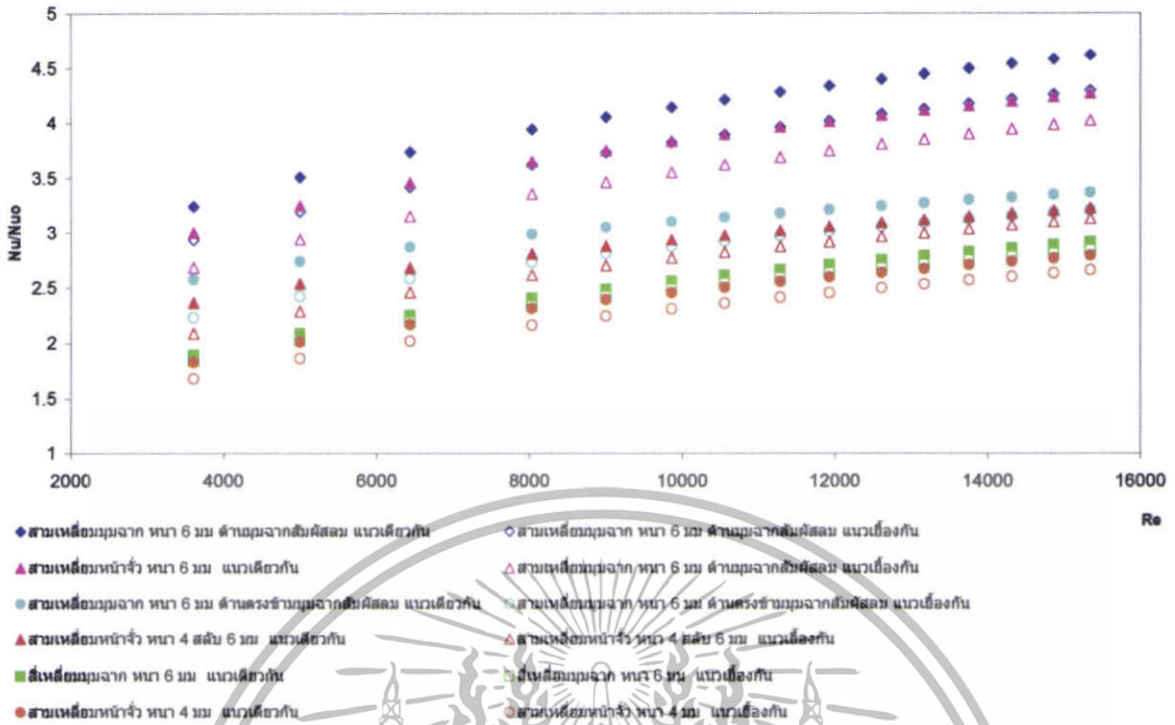 5
4.5
4
3.5
3
2.5
2
1.5
1
Nu/Nuo
2000 4000 6000 8000 10000 12000 14000 16000
Re
สามเหลี่ยมมุมฉาก หนา 6 มม ด้านมุมฉากสัมผัสลม แนวเดียวกัน
สามเหลี่ยมมุมฉาก หนา 6 มม ด้านมุมฉากสัมผัสลม แนวเยื้องกัน
สามเหลี่ยมหน้าจั่ว หนา 6 มม แนวเดียวกัน
สามเหลี่ยมมุมฉาก หนา 6 มม ด้านมุมฉากสัมผัสลม แนวเยื้องกัน
สามเหลี่ยมมุมฉาก หนา 6 มม ด้านตรงข้ามมุมฉากสัมผัสลม แนวเดียวกัน
สามเหลี่ยมมุมฉาก หนา 6 มม ด้านตรงข้ามมุมฉากสัมผัสลม แนวเยื้องกัน
สามเหลี่ยมหน้าจั่ว หนา 4 สลับ 6 มม แนวเดียวกัน
สามเหลี่ยมหน้าจั่ว หนา 4 สลับ 6 มม แนวเยื้องกัน
สี่เหลี่ยมมุมฉาก หนา 6 มม แนวเดียวกัน
สี่เหลี่ยมมุมฉาก หนา 6 มม แนวเยื้องกัน
สามเหลี่ยมหน้าจั่ว หนา 4 มม แนวเดียวกัน
สามเหลี่ยมหน้าจั่ว หนา 4 มม แนวเยื้องกัน